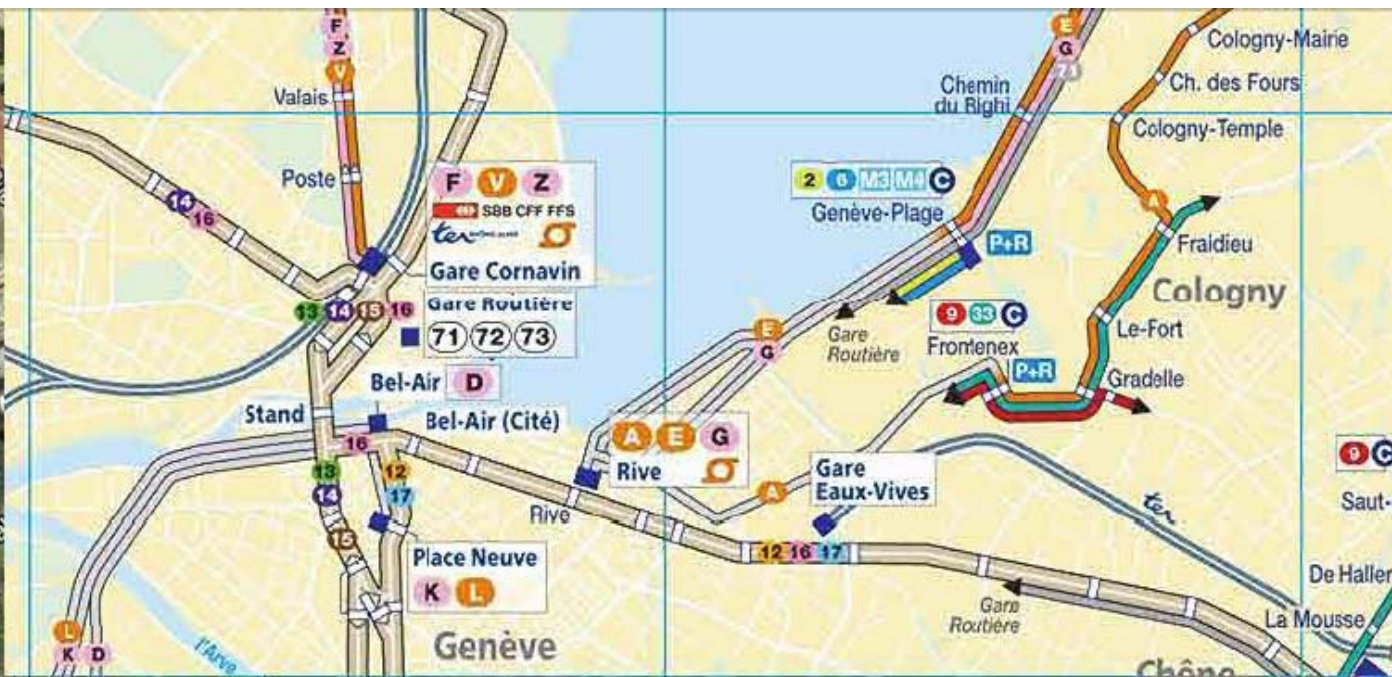 F
Z
V
Valais
Poste
14
16
F V Z
SBB CFF FFS
ter
Gare Cornavin
13 14 15 16
Gare Routière
71 72 73
Bel-Air D
Stand
Bel-Air (Cité)
16
13
14
12
17
15
Place Neuve
K L
Genève
L
K D
l'Arve
E
G
71
Chemin
du Righi
2 6 M3 M4 C
Genève-Plage
P+R
Gare
Routière
E
G
A E G
Rive
Rive
A
Gare
Eaux-Vives
12 16 17
Gare
Routière
Cologny-Mairie
Ch. des Fours
Cologny-Temple
A
Fraidieu
Cologny
Le-Fort
9 33 C
Frontenex
P+R
Gradelle
ter
9 C
Saut-
De Haller
La Mousse
Chêne-